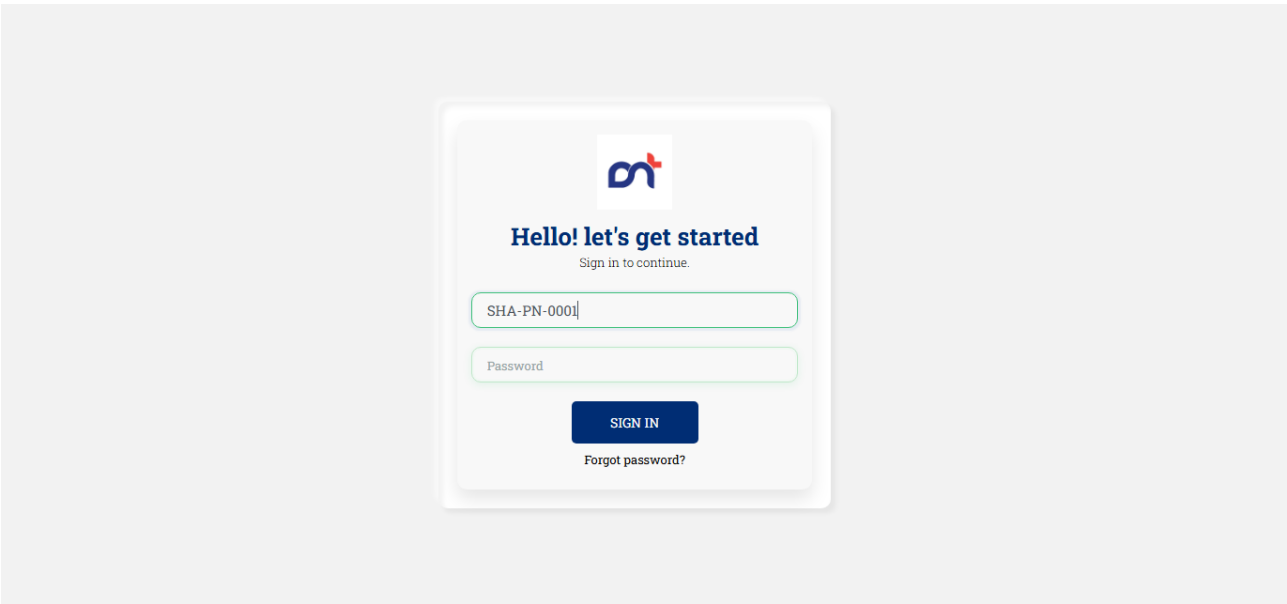 Hello! let's get started
Sign in to continue.
SHA-PN-0001
Password
SIGN IN
Forgot password?